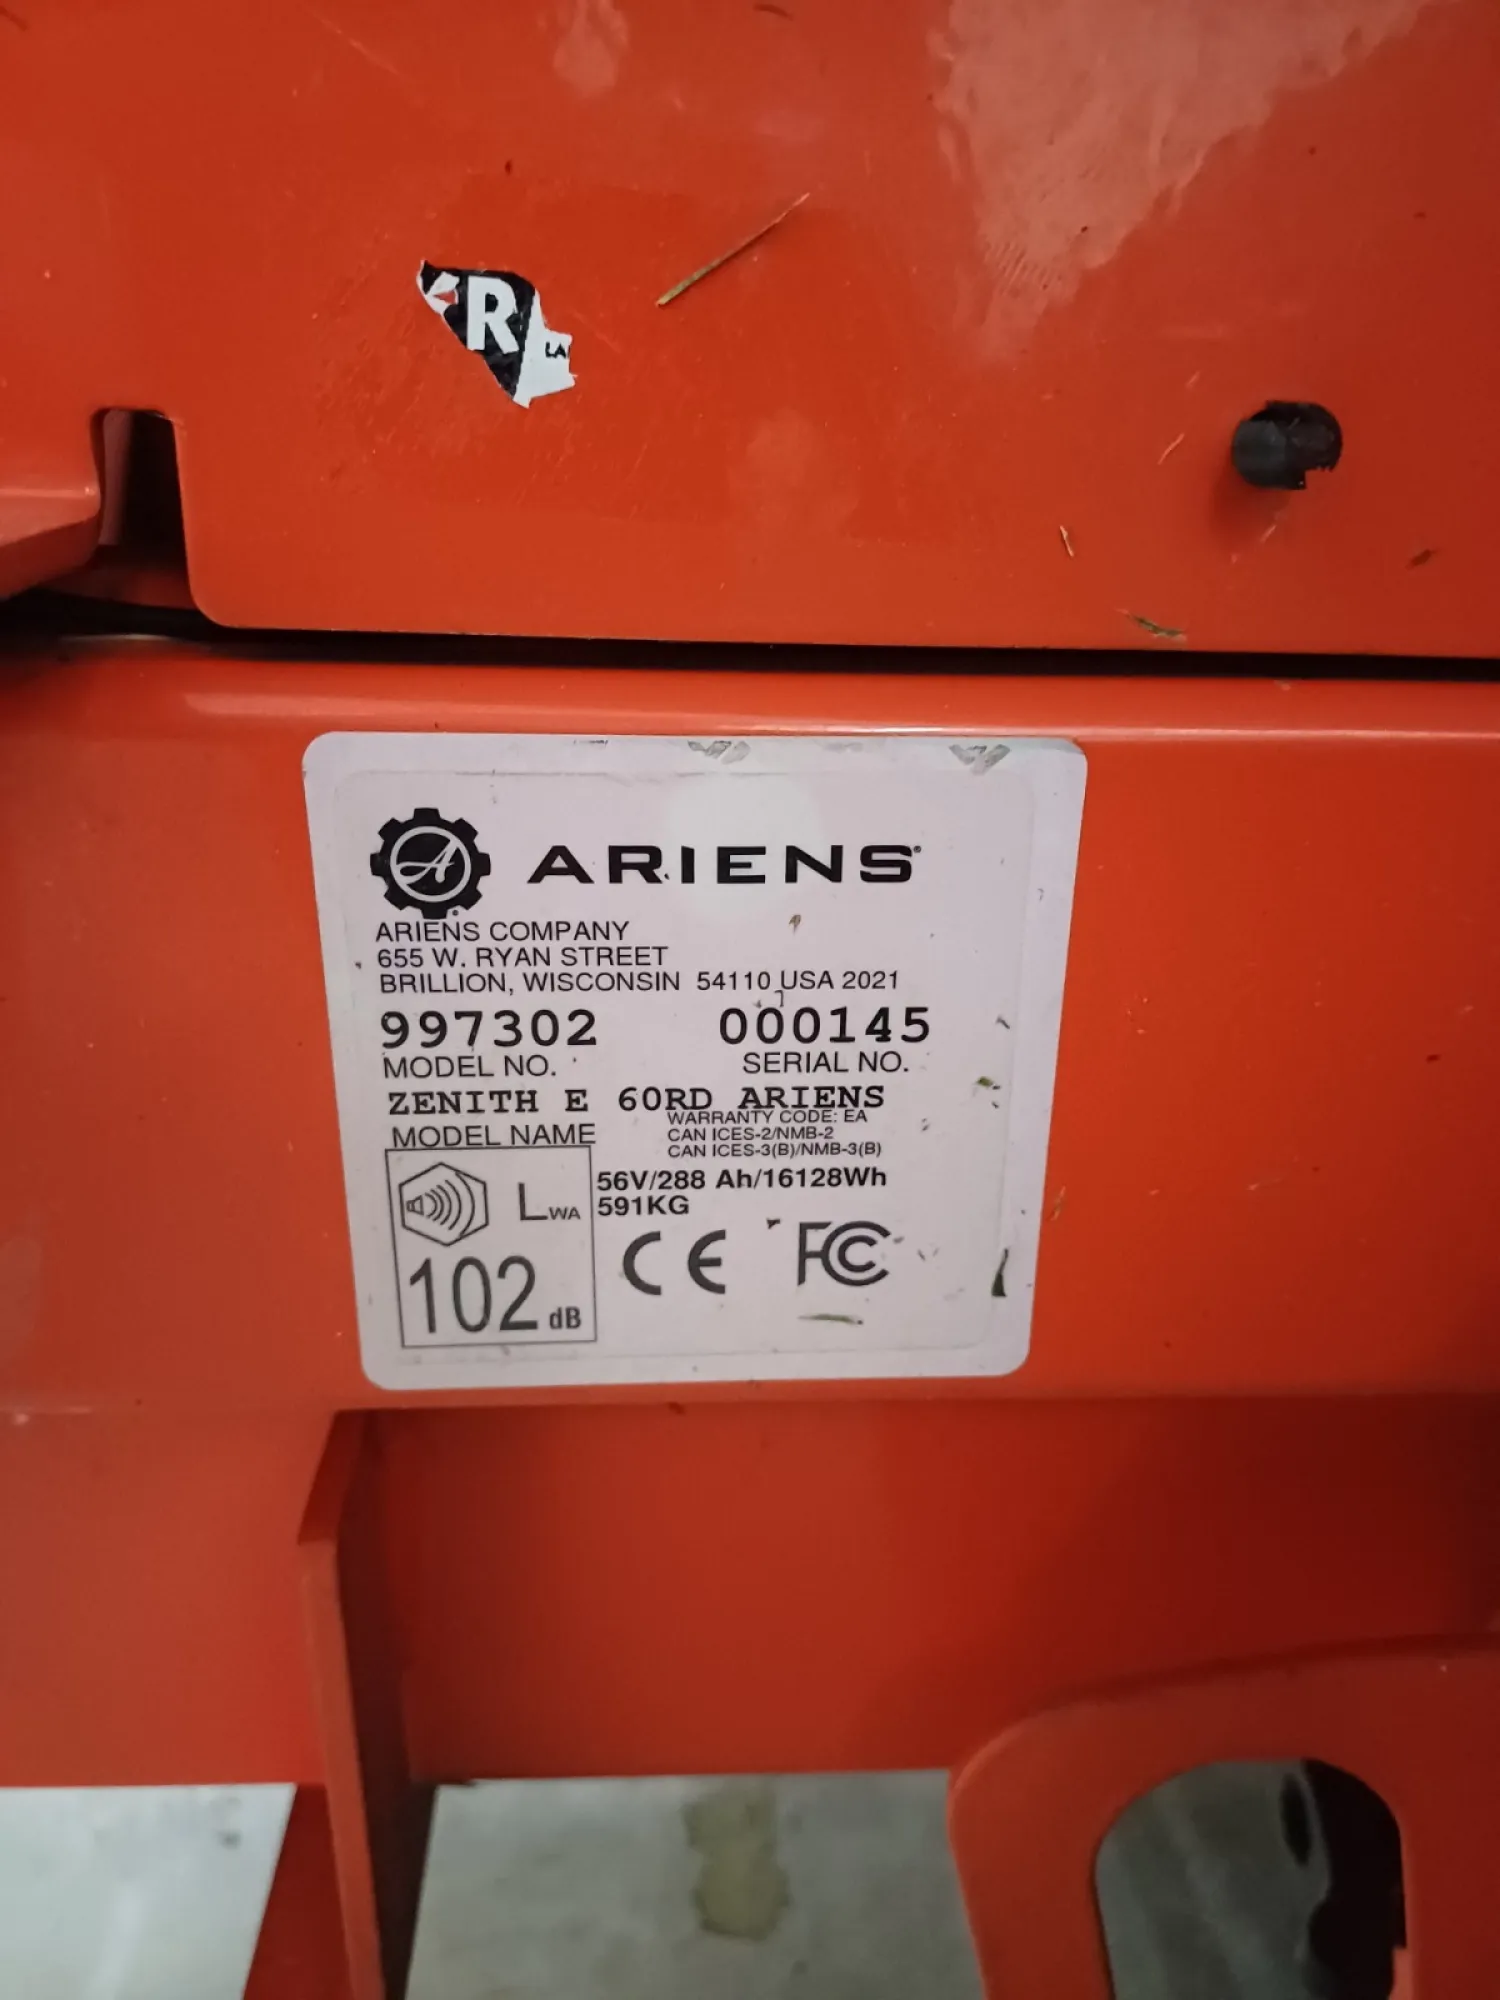 R
LA
ARIENS
ARIENS COMPANY
655 W. RYAN STREET
BRILLION, WISCONSIN 54110 USA 2021
997302 000145
MODEL NO. SERIAL NO.
ZENITH E 60RD ARIENS
WARRANTY CODE: EA
MODEL NAME CAN ICES-2/NMB-2
CAN ICES-3(B)/NMB-3(B)
56V/288 Ah/16128Wh
LWA 591KG
CE FC
102 dB